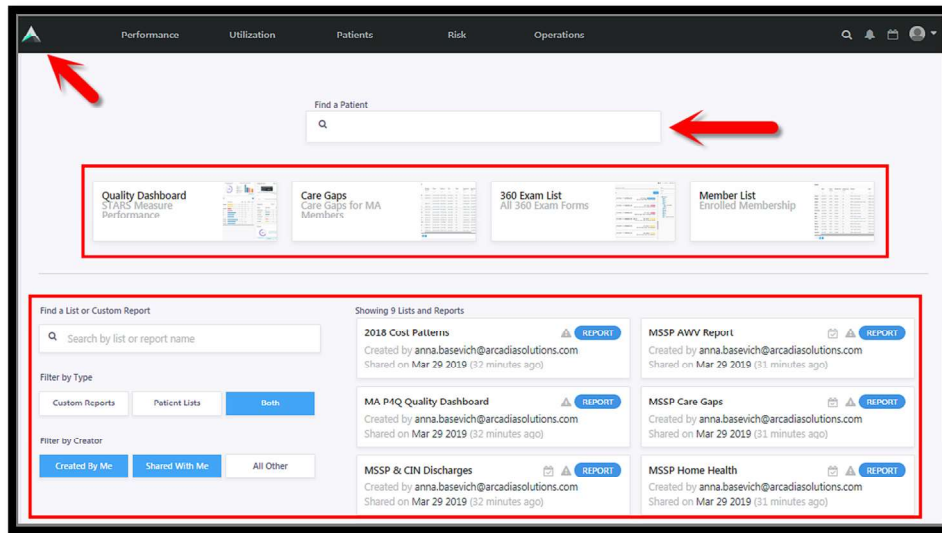 Performance Utilization Patients Risk Operations
Find a Patient
Quality Dashboard
STARS Measure
Performance
Care Gaps
Care Gaps for MA
Members
360 Exam List
All 360 Exam Forms
Member List
Enrolled Membership
Find a List or Custom Report
Search by list or report name
Filter by Type
Custom Reports Patient Lists Both
Filter by Creator
Created By Me Shared With Me All Other
Showing 9 Lists and Reports
2018 Cost Patterns REPORT
Created by anna.basevich@arcadiasolutions.com
Shared on Mar 29 2019 (32 minutes ago)
MSSP AWV Report REPORT
Created by anna.basevich@arcadiasolutions.com
Shared on Mar 29 2019 (31 minutes ago)
MA P4Q Quality Dashboard REPORT
Created by anna.basevich@arcadiasolutions.com
Shared on Mar 29 2019 (32 minutes ago)
MSSP Care Gaps REPORT
Created by anna.basevich@arcadiasolutions.com
Shared on Mar 29 2019 (31 minutes ago)
MSSP & CIN Discharges REPORT
Created by anna.basevich@arcadiasolutions.com
Shared on Mar 29 2019 (32 minutes ago)
MSSP Home Health REPORT
Created by anna.basevich@arcadiasolutions.com
Shared on Mar 29 2019 (31 minutes ago)